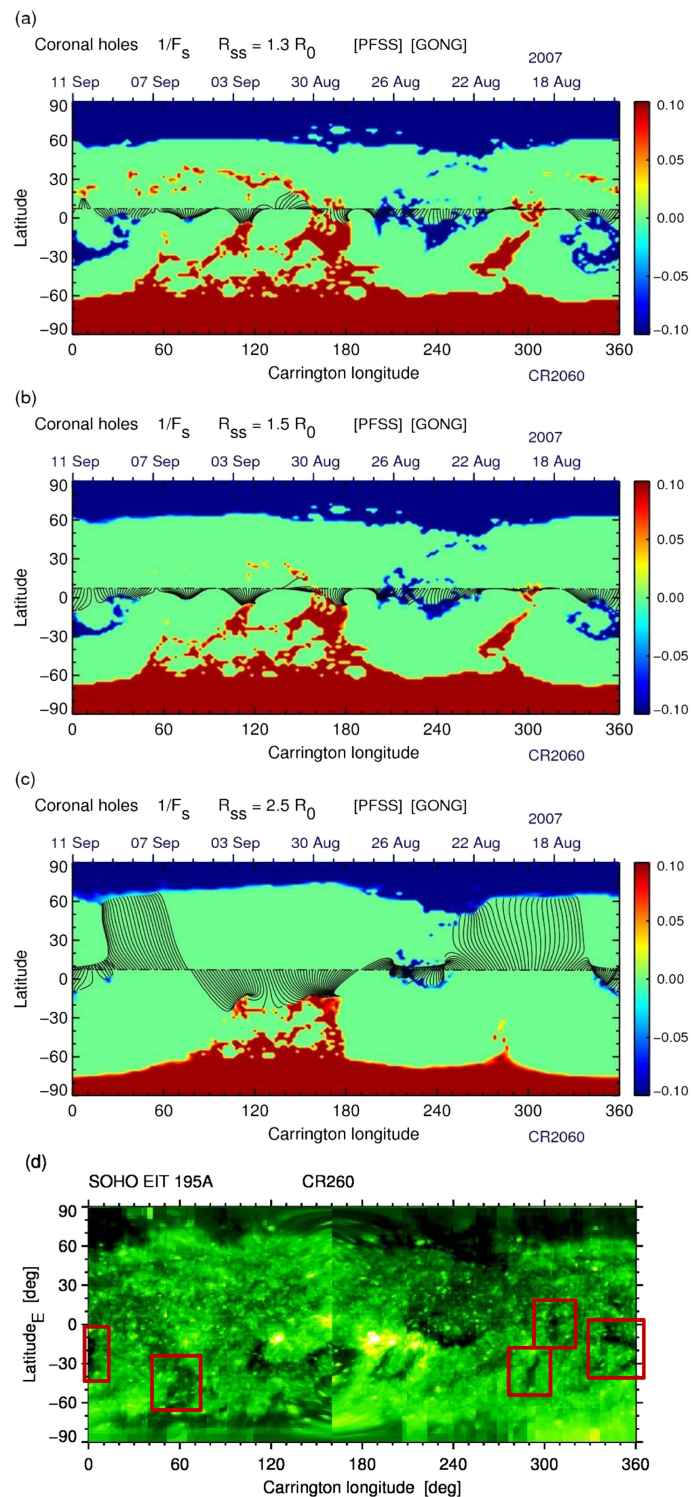 (a)
Coronal holes 1/Fs Rss = 1.3 R0 [PFSS] [GONG]
2007
11 Sep 07 Sep 03 Sep 30 Aug 26 Aug 22 Aug 18 Aug
90
60
30
0
−30
−60
−90
Latitude
0.10
0.05
0.00
−0.05
−0.10
0 60 120 180 240 300 360
Carrington longitude
CR2060
(b)
Coronal holes 1/Fs Rss = 1.5 R0 [PFSS] [GONG]
2007
11 Sep 07 Sep 03 Sep 30 Aug 26 Aug 22 Aug 18 Aug
90
60
30
0
−30
−60
−90
Latitude
0.10
0.05
0.00
−0.05
−0.10
0 60 120 180 240 300 360
Carrington longitude
CR2060
(c)
Coronal holes 1/Fs Rss = 2.5 R0 [PFSS] [GONG]
2007
11 Sep 07 Sep 03 Sep 30 Aug 26 Aug 22 Aug 18 Aug
90
60
30
0
−30
−60
−90
Latitude
0.10
0.05
0.00
−0.05
−0.10
0 60 120 180 240 300 360
Carrington longitude
CR2060
(d)
SOHO EIT 195A CR260
90
60
30
0
−30
−60
−90
Latitude_E [deg]
0 60 120 180 240 300 360
Carrington longitude [deg]